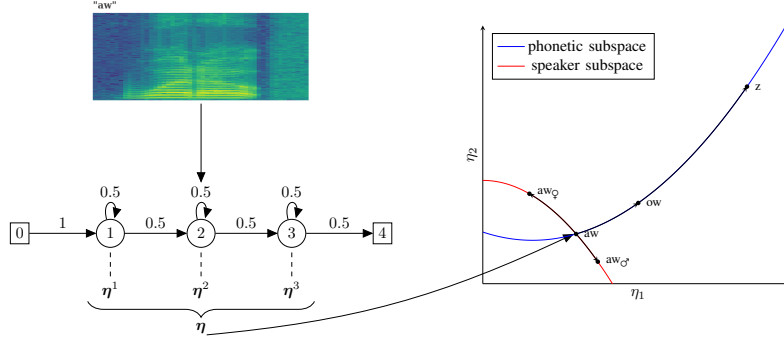 "aw"
phonetic subspace
speaker subspace
z
η₂
aw♀
ow
aw
aw♂
η₁
0.5 0.5 0.5
0 1 1 0.5 2 0.5 3 0.5 4
η¹ η² η³
η